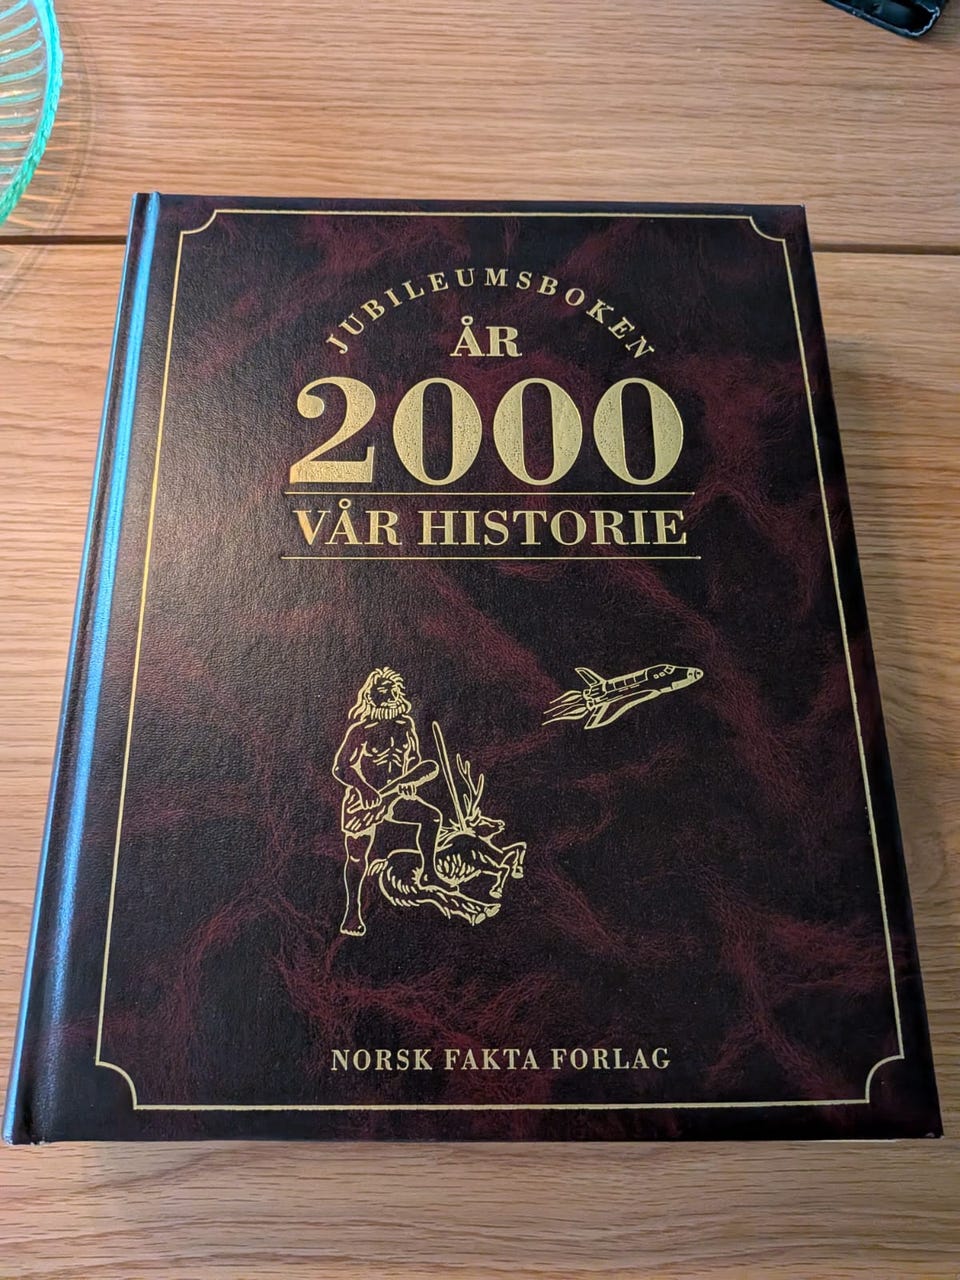 JUBILEUMSBOKEN
ÅR
2000
VÅR HISTORIE
NORSK FAKTA FORLAG